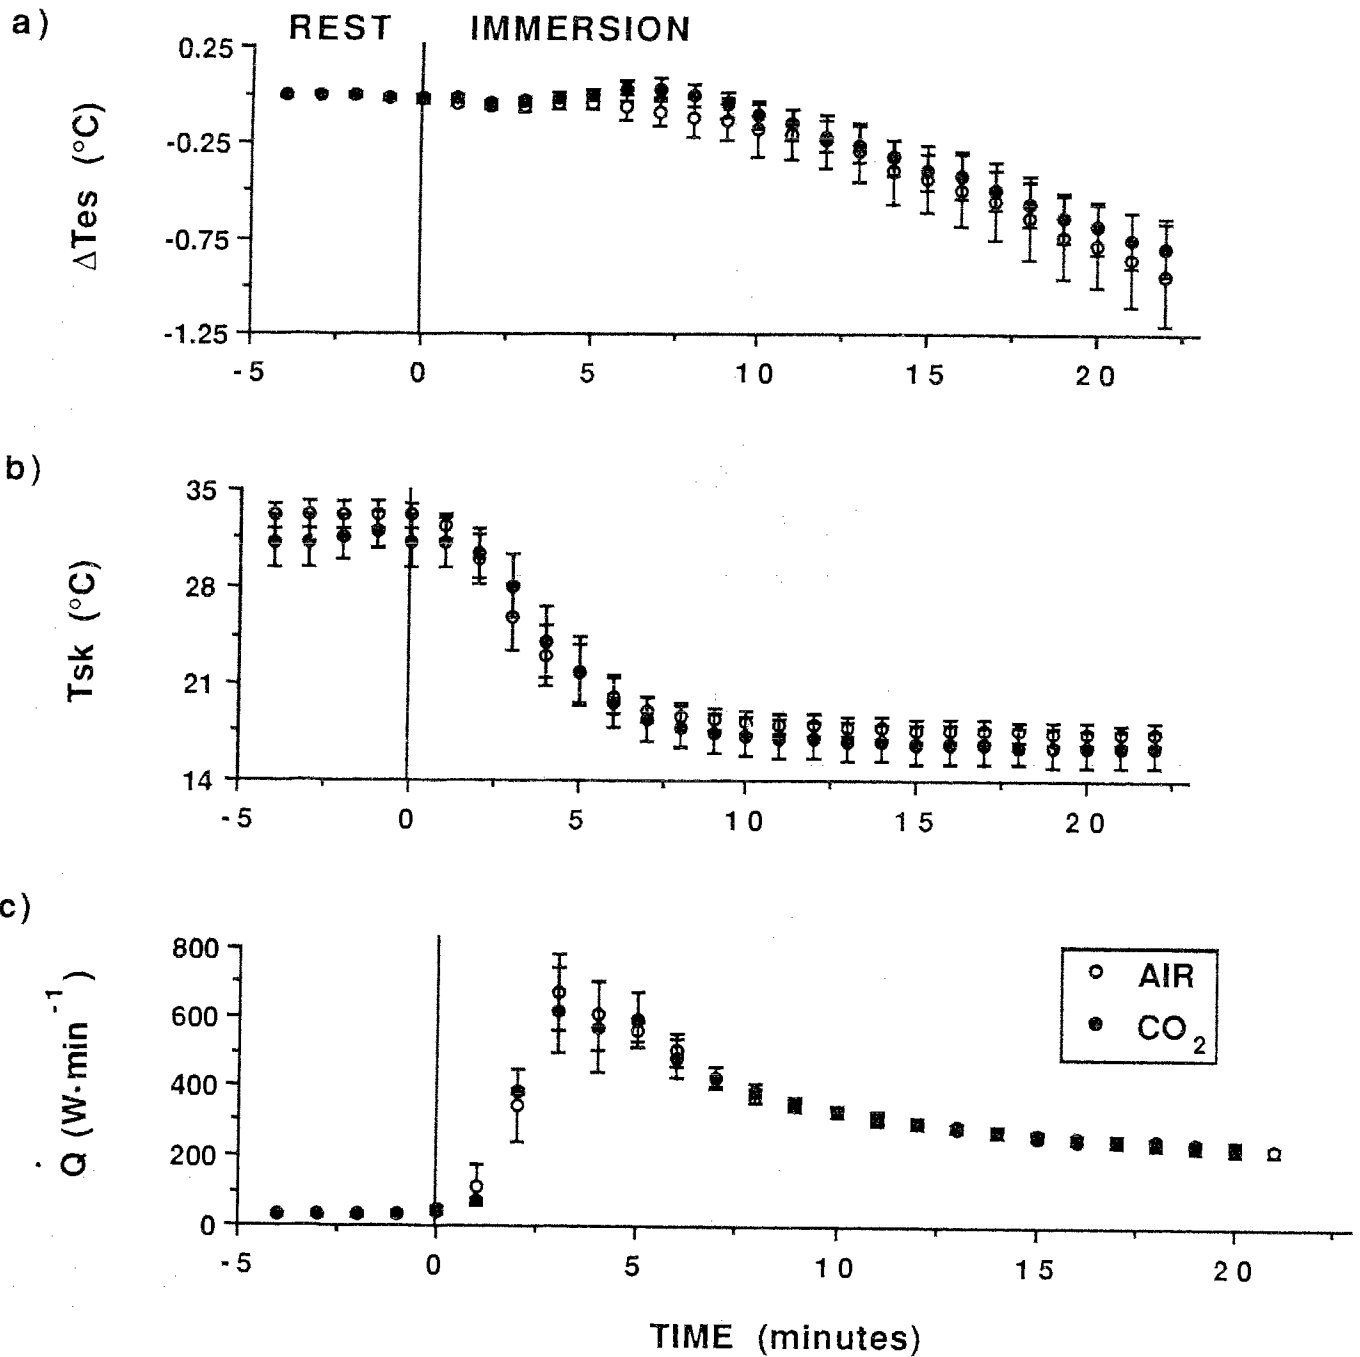 a)
REST IMMERSION
0.25
-0.25
-0.75
-1.25
ΔTes (°C)
-5 0 5 10 15 20
b)
35
28
21
14
Tsk (°C)
-5 0 5 10 15 20
c)
800
600
400
200
0
Q̇ (W·min⁻¹)
AIR
CO₂
-5 0 5 10 15 20
TIME (minutes)